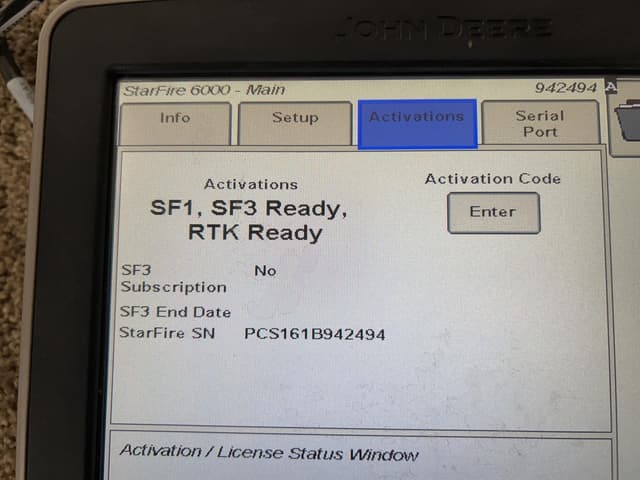 JOHN DEERE
StarFire 6000 - Main 942494 A
Info Setup Activations Serial Port
Activations
SF1, SF3 Ready,
RTK Ready
Activation Code
Enter
SF3 Subscription No
SF3 End Date
StarFire SN PCS161B942494
Activation / License Status Window